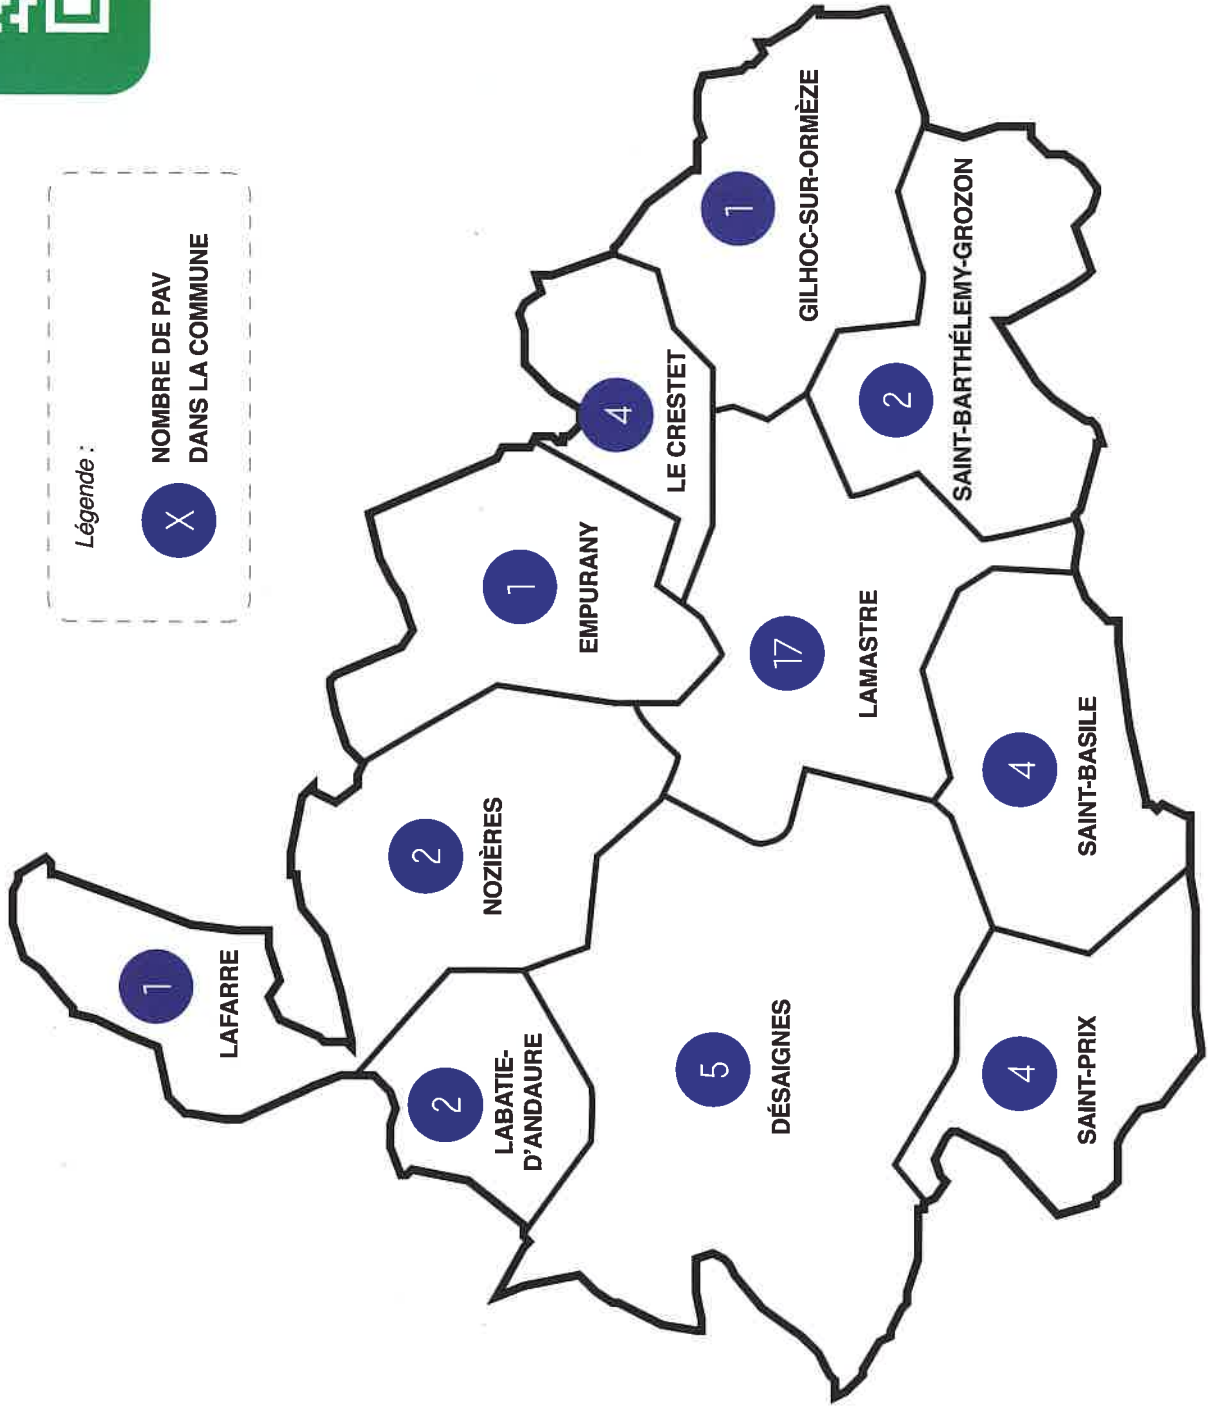 Légende :
X
NOMBRE DE PAV
DANS LA COMMUNE
1
LAFARRE
2
NOZIÈRES
2
LABATIE-
D'ANDAURE
1
EMPURANY
4
LE CRESTET
1
GILHOC-SUR-ORMÈZE
5
DÉSAIGNES
17
LAMASTRE
2
SAINT-BARTHÉLEMY-GROZON
4
SAINT-PRIX
4
SAINT-BASILE